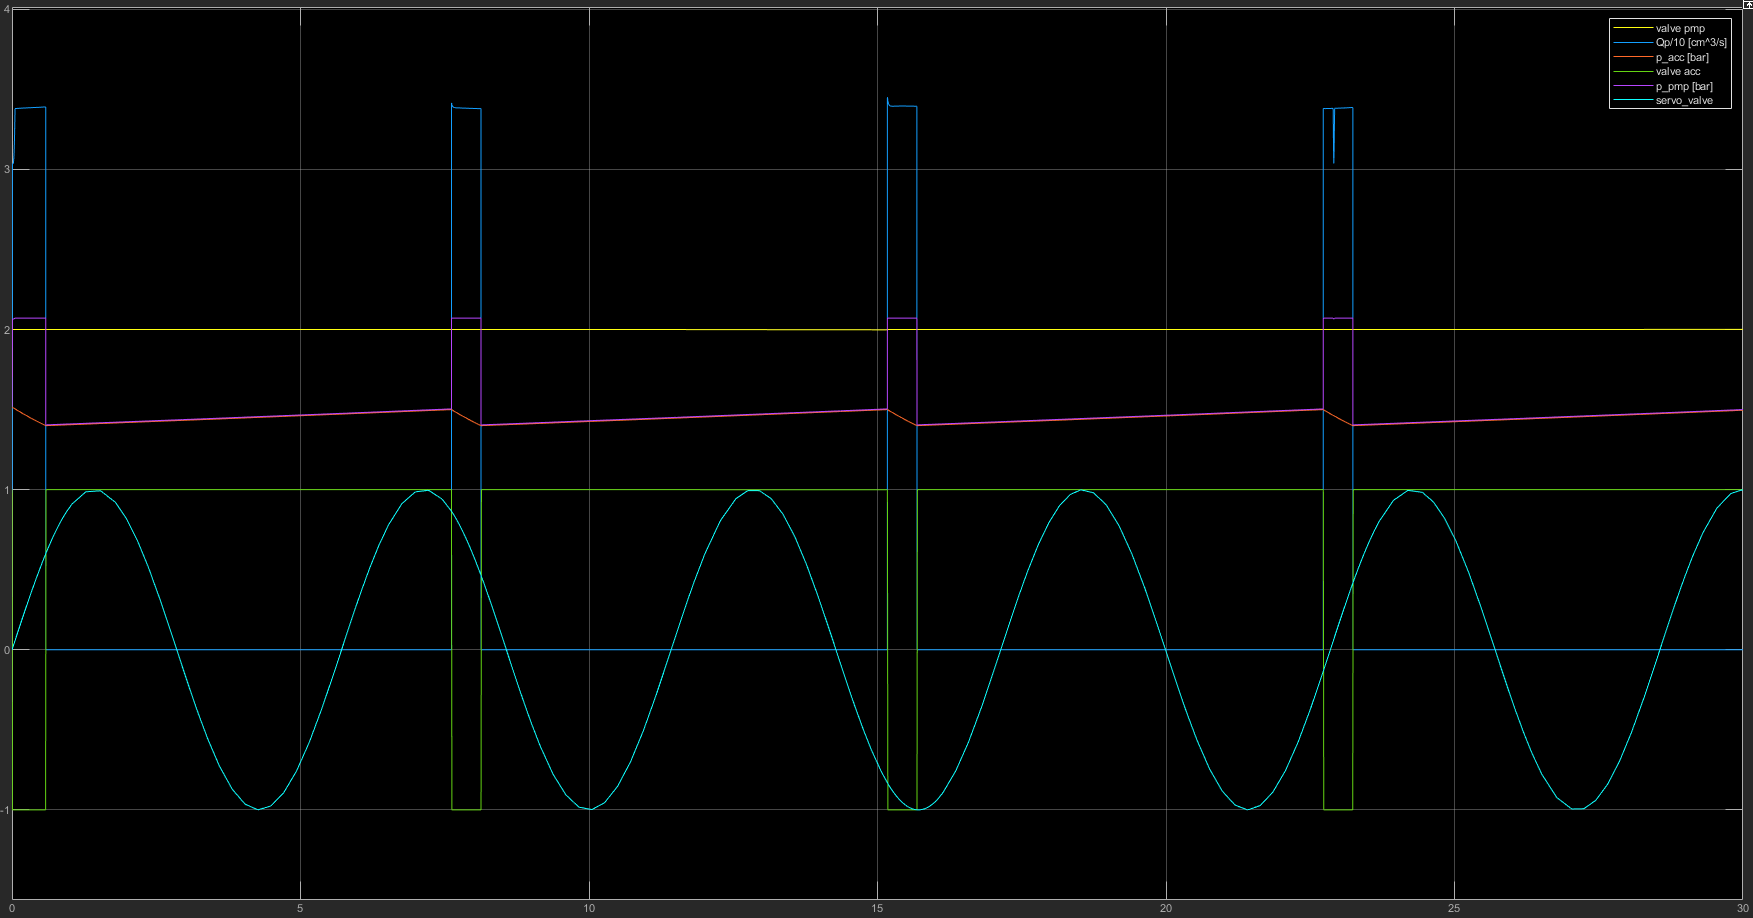 4
valve pmp
Qp/10 [cm^3/s]
p_acc [bar]
valve acc
p_pmp [bar]
servo_valve
3
2
1
0
-1
0 5 10 15 20 25 30